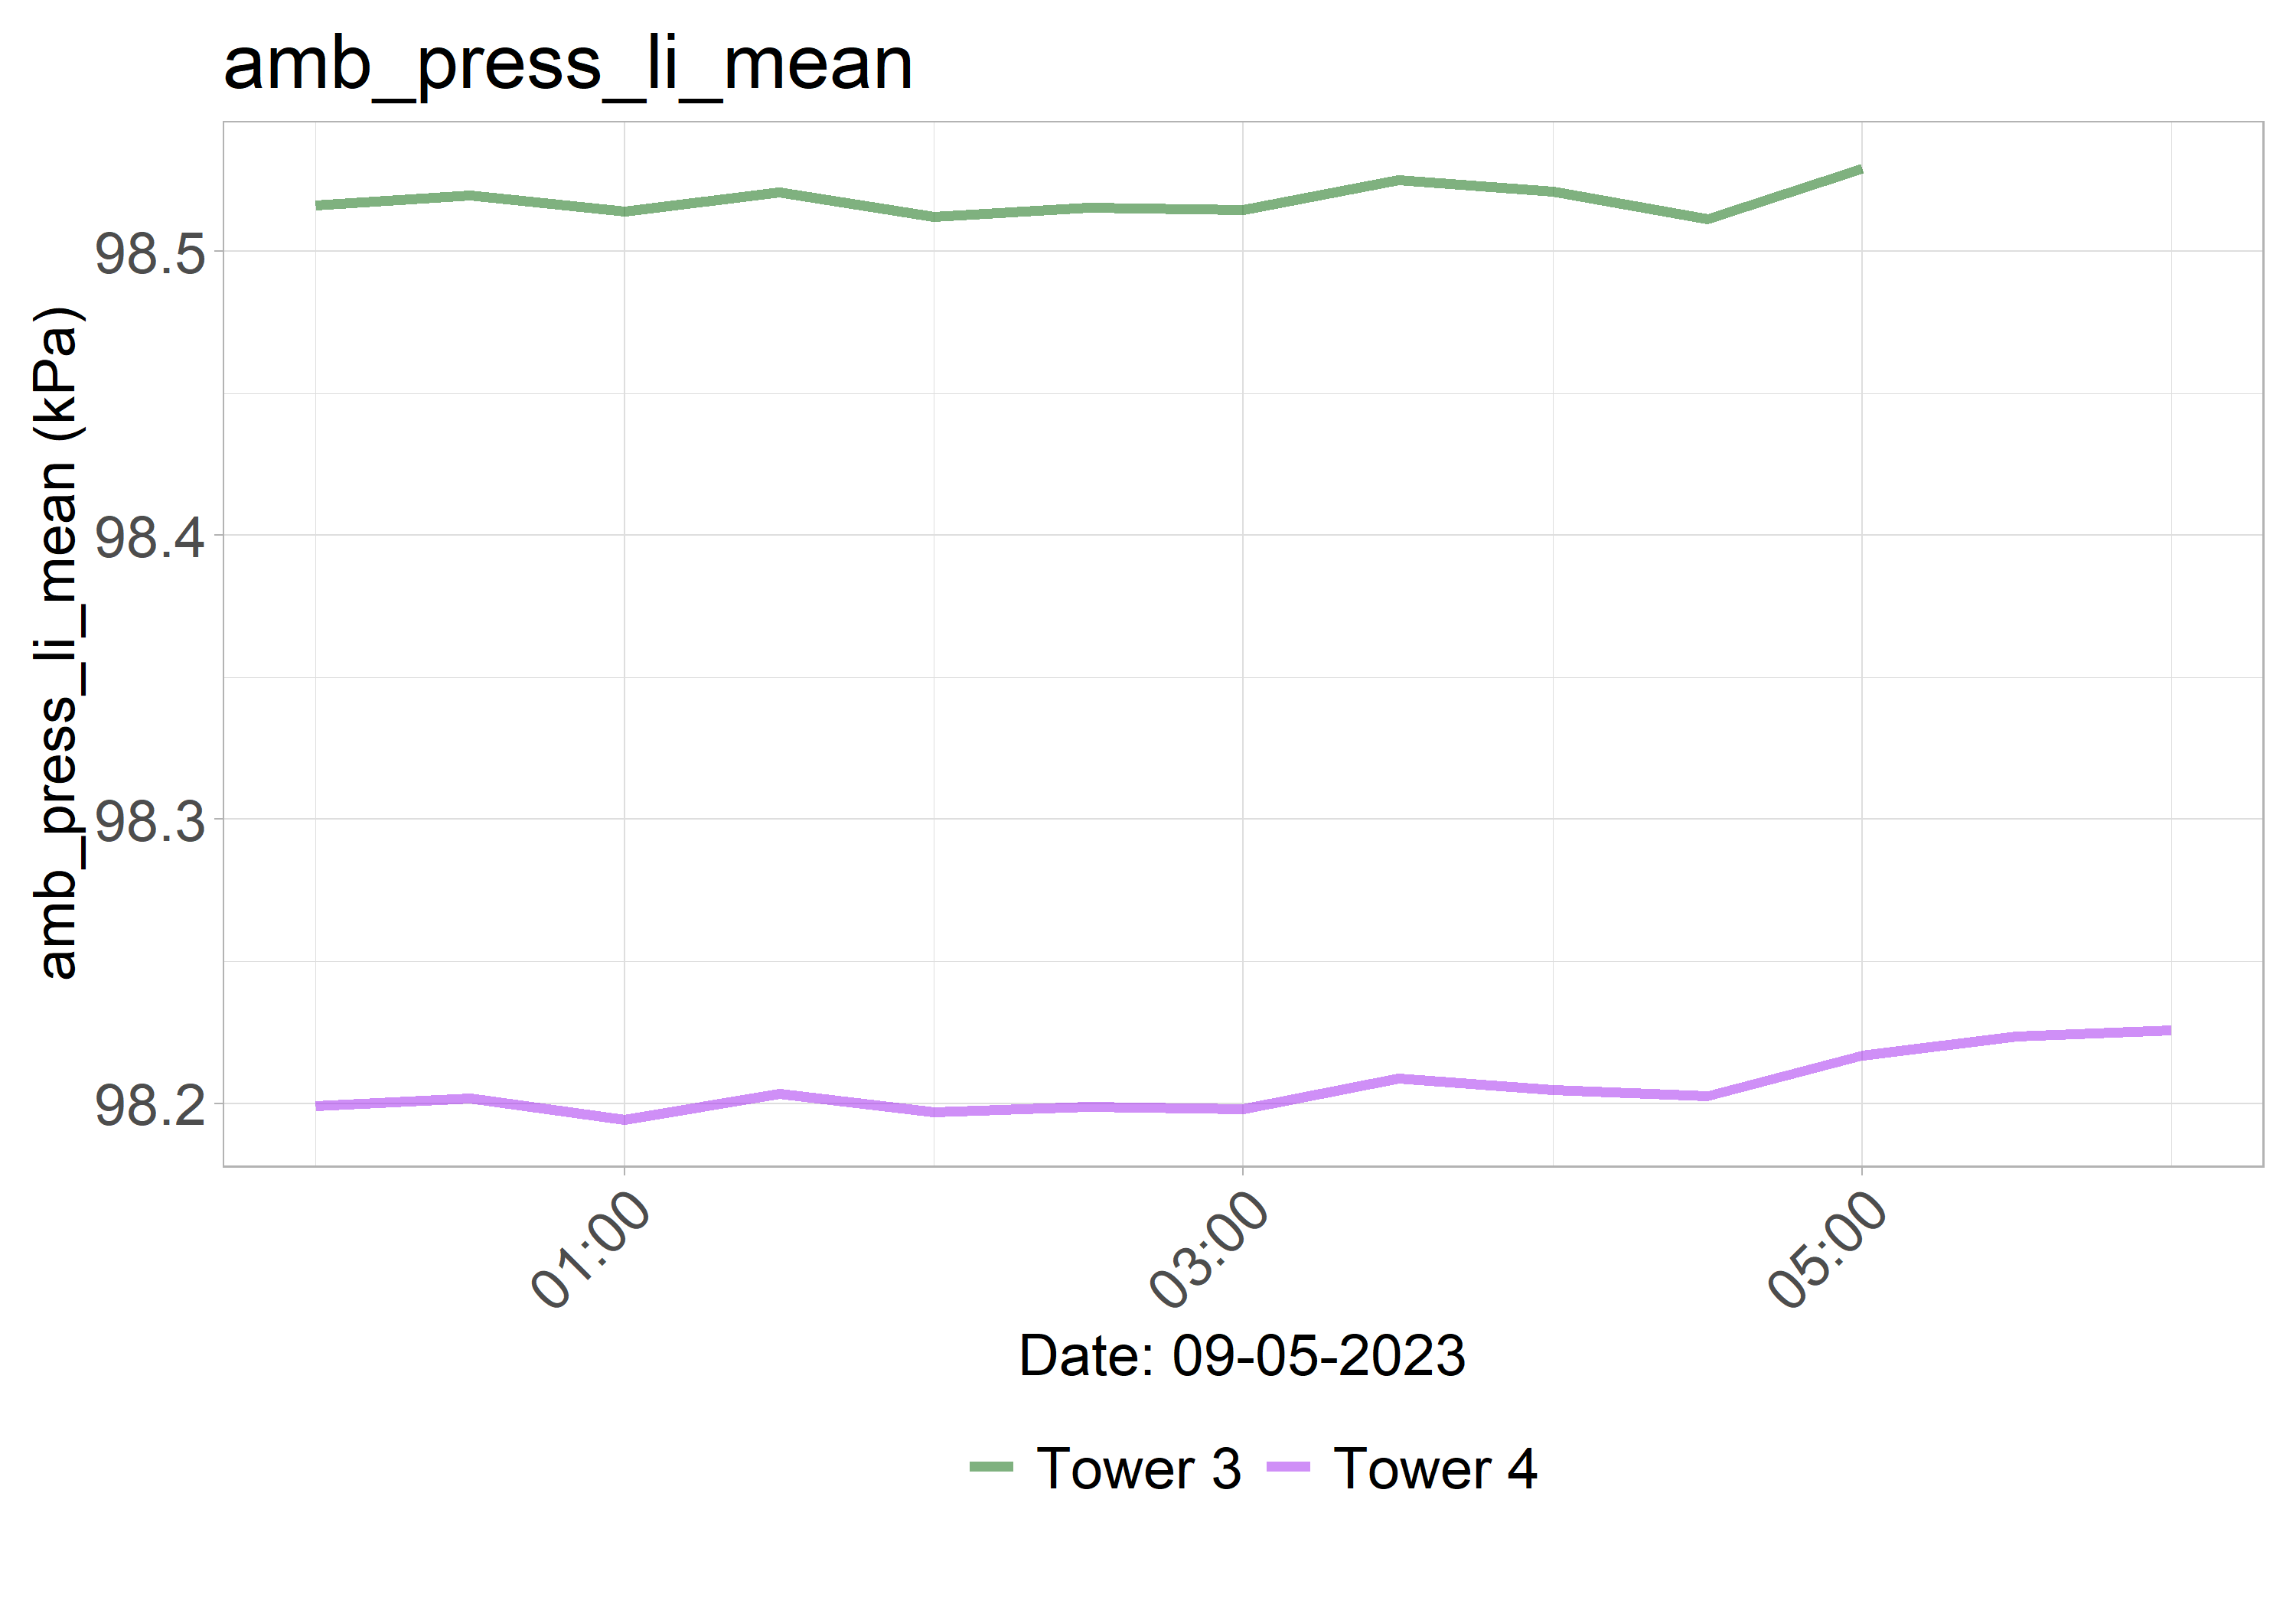 amb_press_li_mean
amb_press_li_mean (kPa)
98.5
98.4
98.3
98.2
01:00
03:00
05:00
Date: 09-05-2023
Tower 3
Tower 4